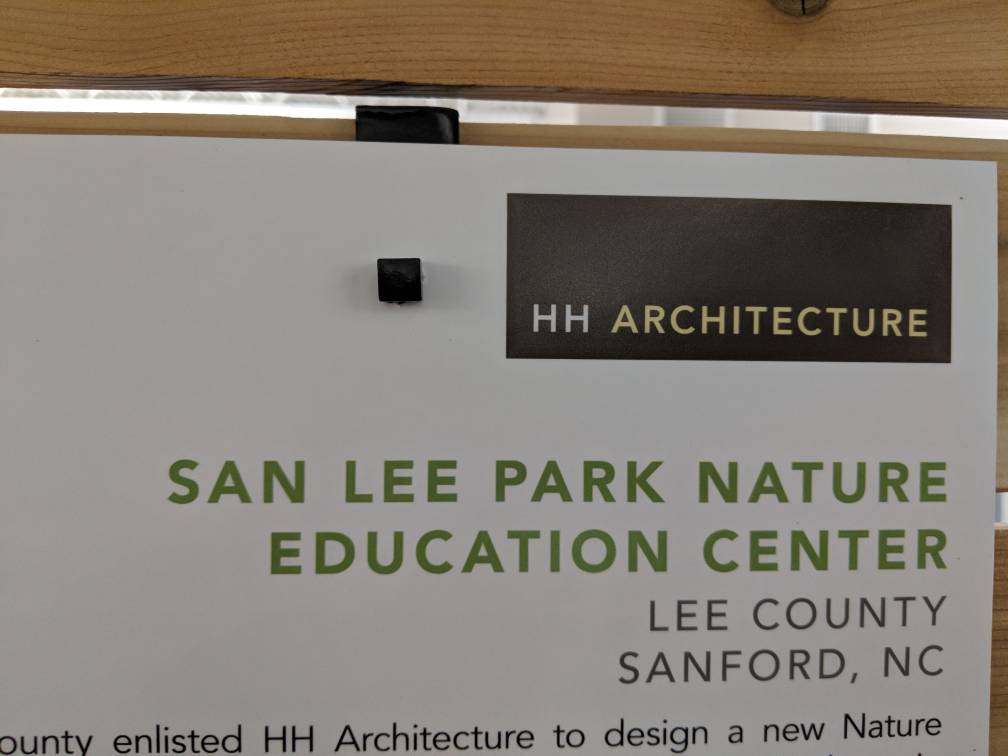 HH ARCHITECTURE
SAN LEE PARK NATURE
EDUCATION CENTER
LEE COUNTY
SANFORD, NC
ounty enlisted HH Architecture to design a new Nature